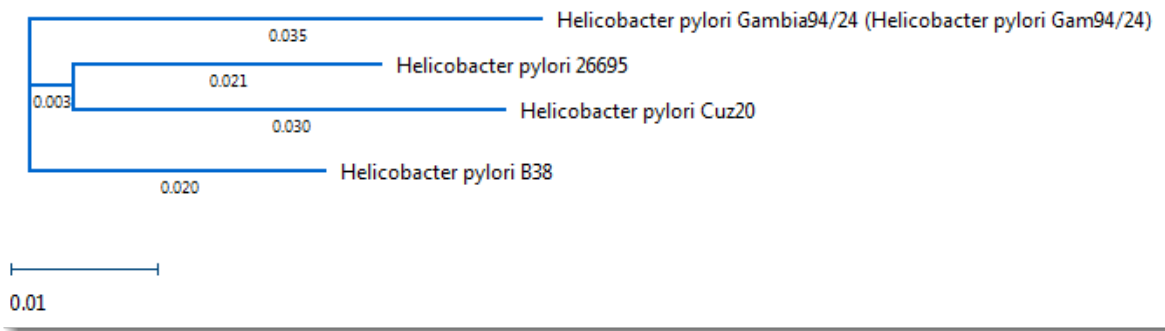 Helicobacter pylori Gambia94/24 (Helicobacter pylori Gam94/24)
0.035
Helicobacter pylori 26695
0.021
0.003
Helicobacter pylori Cuz20
0.030
Helicobacter pylori B38
0.020
0.01